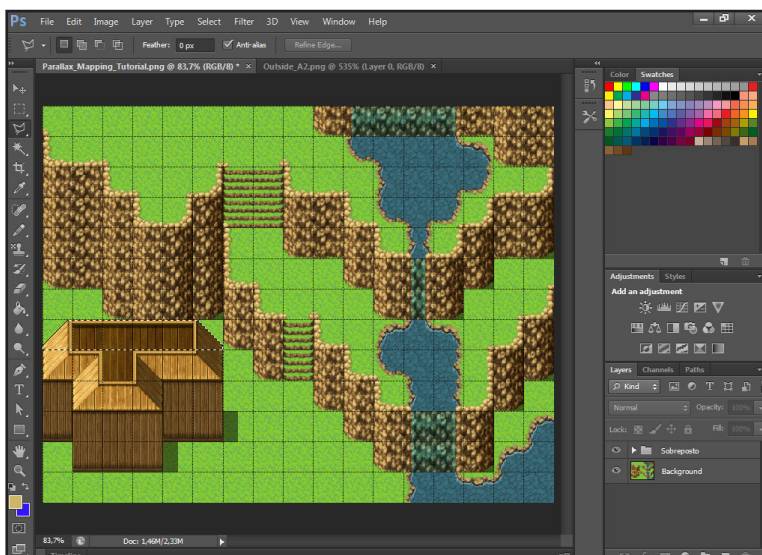 Ps File Edit Image Layer Type Select Filter 3D View Window Help
Feather: 0 px Anti-alias Refine Edge...
Parallax_Mapping_Tutorial.png @ 83,7% (RGB/8) * × Outside_A2.png @ 535% (Layer 0, RGB/8) ×
Color Swatches
Adjustments Styles
Add an adjustment
Layers Channels Paths
Kind
Normal Opacity: 100%
Lock: Fill: 100%
Sobreposto
Background
83,7% Doc: 1,46M/2,33M
Timeline